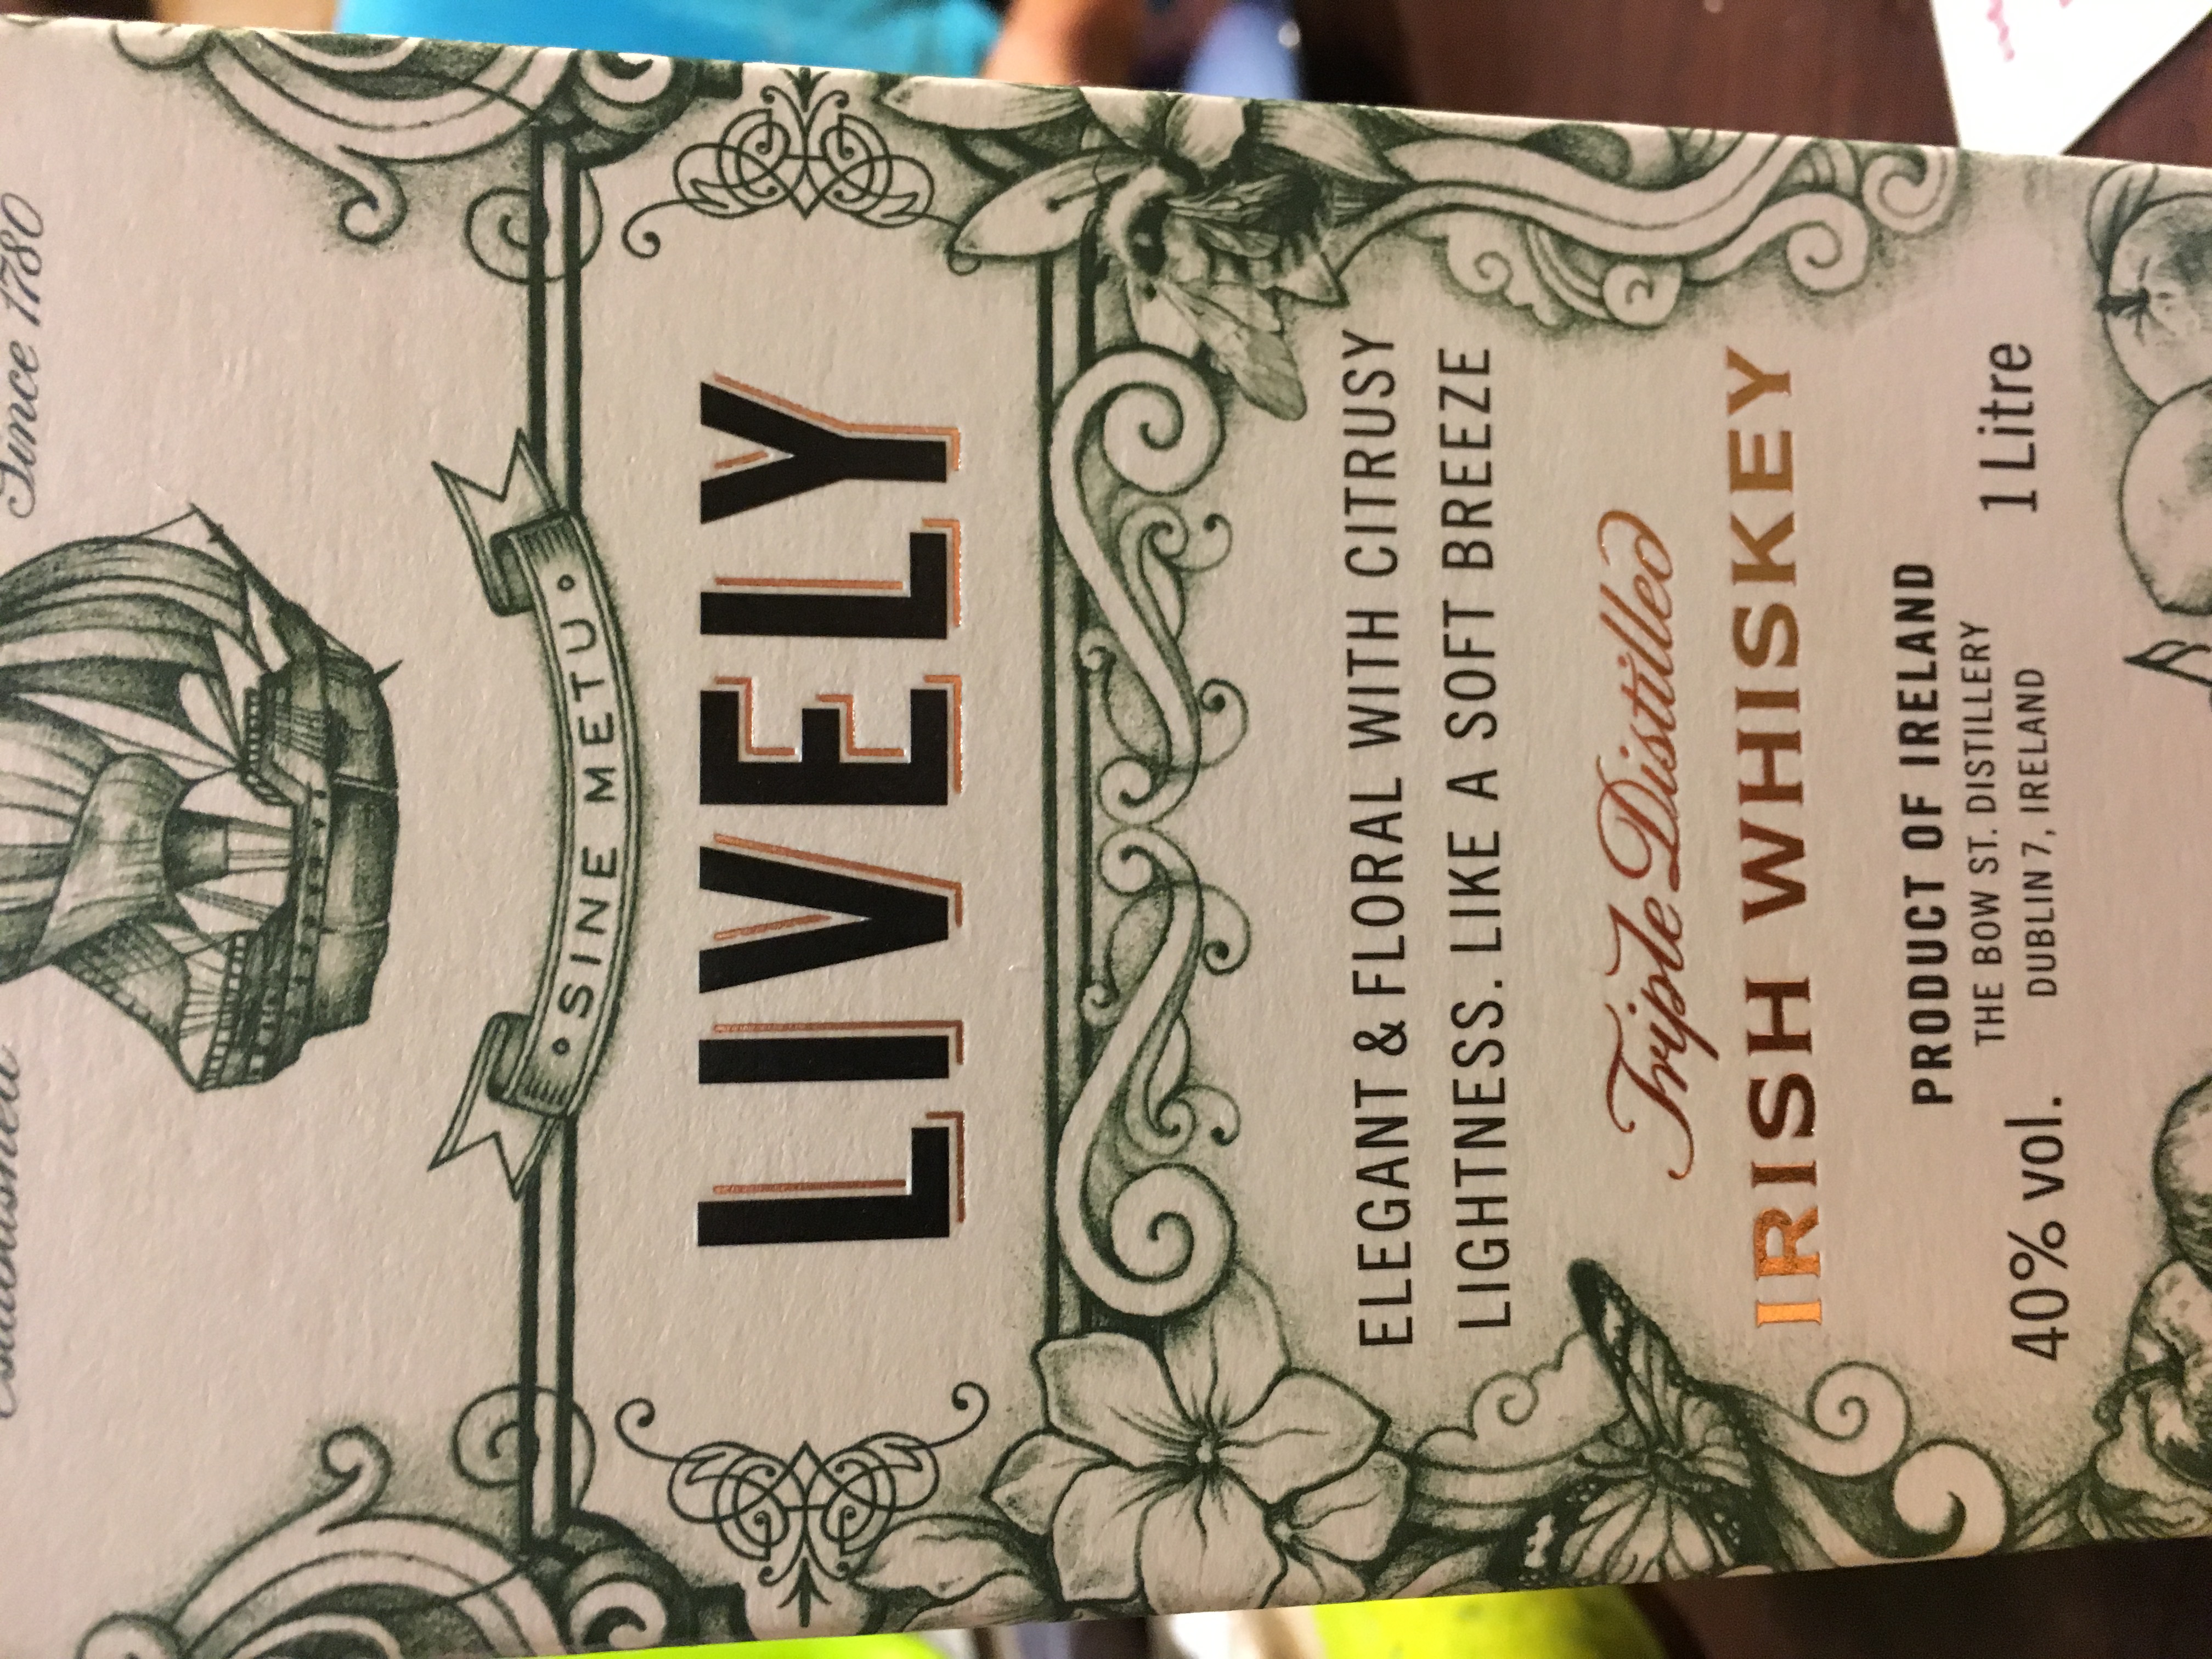 Established
Since 1780
SINE METU
LIVELY
ELEGANT & FLORAL WITH CITRUSY
LIGHTNESS. LIKE A SOFT BREEZE
Triple Distilled
IRISH WHISKEY
PRODUCT OF IRELAND
THE BOW ST. DISTILLERY
DUBLIN 7, IRELAND
40% vol.
1 Litre